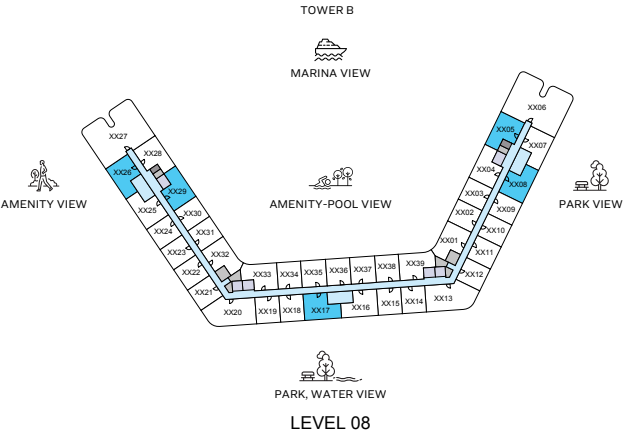 TOWER B
MARINA VIEW
XX06
XX27
XX05
XX07
XX28
XX26
XX04
XX08
XX29
XX03
AMENITY VIEW
AMENITY-POOL VIEW
PARK VIEW
XX25
XX30
XX02
XX09
XX24
XX31
XX10
XX01
XX23
XX32
XX11
XX22
XX33
XX34
XX35
XX36
XX37
XX38
XX39
XX12
XX21
XX20
XX19
XX18
XX17
XX16
XX15
XX14
XX13
PARK, WATER VIEW
LEVEL 08